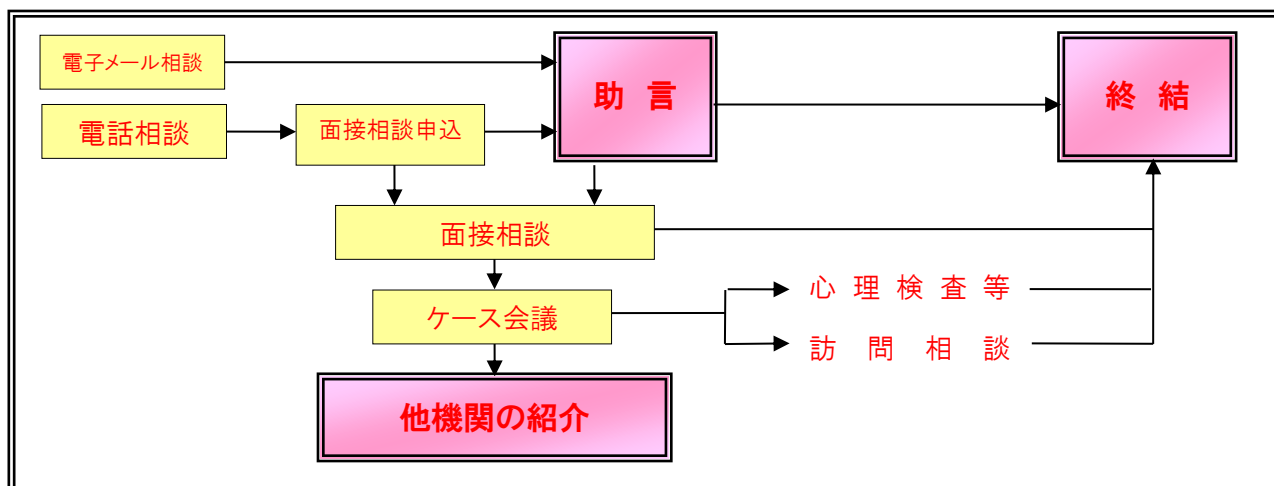 電子メール相談
助 言
終 結
電話相談
面接相談申込
面接相談
心 理 検 査 等
ケース会議
訪 問 相 談
他機関の紹介